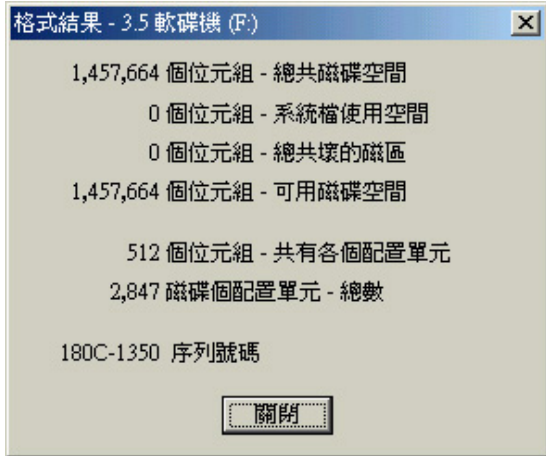 格式結果 - 3.5 軟碟機 (F:)
1,457,664 個位元組 - 總共磁碟空間
0 個位元組 - 系統檔使用空間
0 個位元組 - 總共壞的磁區
1,457,664 個位元組 - 可用磁碟空間
512 個位元組 - 共有各個配置單元
2,847 磁碟個配置單元 - 總數
180C-1350 序列號碼
關閉